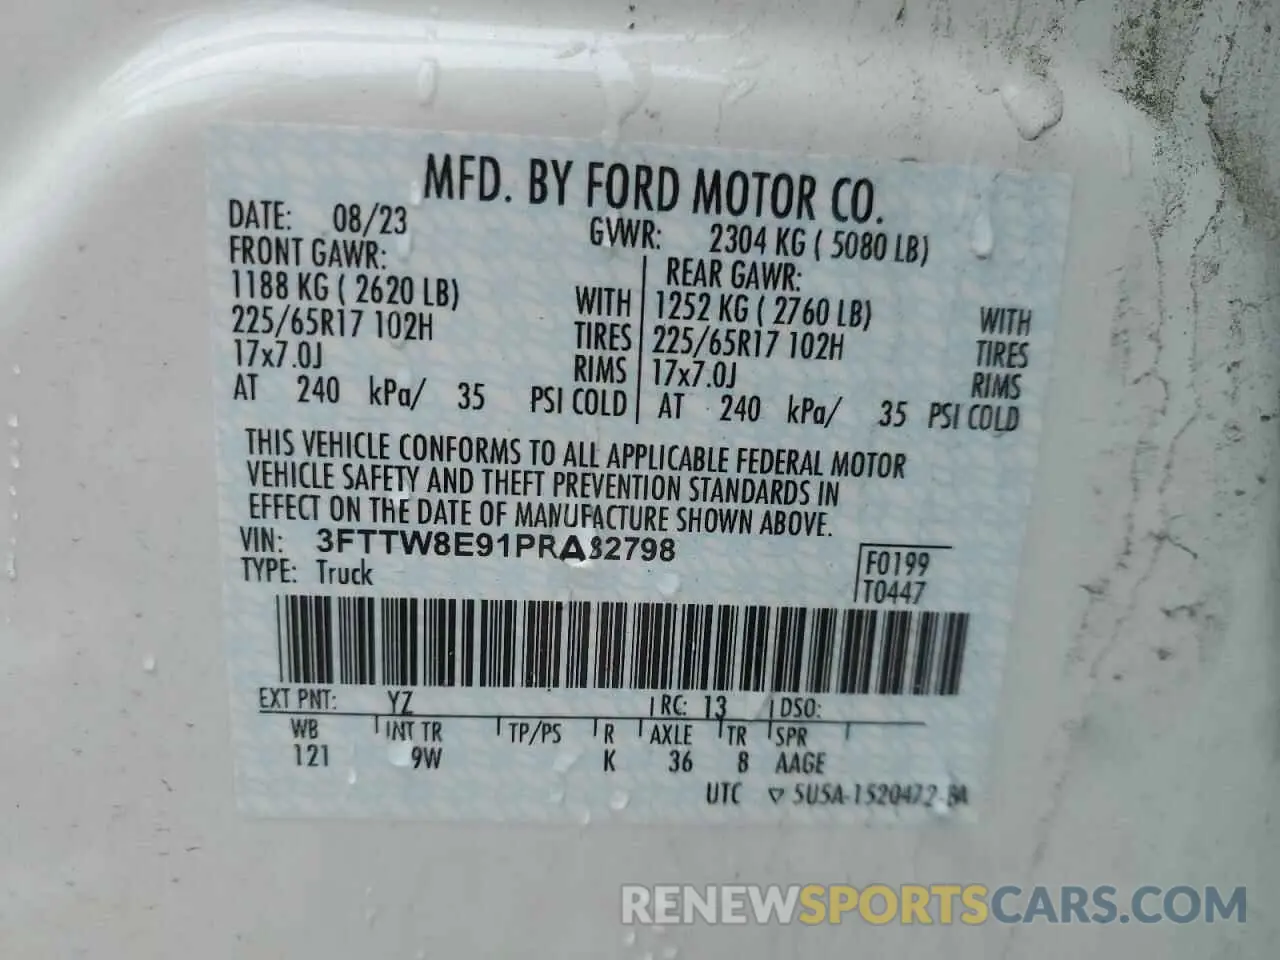 MFD. BY FORD MOTOR CO.
DATE: 08/23 GVWR: 2304 KG ( 5080 LB)
FRONT GAWR: REAR GAWR:
1188 KG ( 2620 LB) WITH 1252 KG ( 2760 LB) WITH
225/65R17 102H TIRES 225/65R17 102H TIRES
17x7.0J RIMS 17x7.0J RIMS
AT 240 kPa/ 35 PSI COLD AT 240 kPa/ 35 PSI COLD
THIS VEHICLE CONFORMS TO ALL APPLICABLE FEDERAL MOTOR
VEHICLE SAFETY AND THEFT PREVENTION STANDARDS IN
EFFECT ON THE DATE OF MANUFACTURE SHOWN ABOVE.
VIN: 3FTTW8E91PRA82798
TYPE: Truck
F0199
T0447
EXT PNT: YZ RC: 13 DSO:
WB INT TR TP/PS R AXLE TR SPR
121 9W K 36 8 AAGE
UTC ▽ 5U5A-1520472-BA
RENEWSPORTSCARS.COM